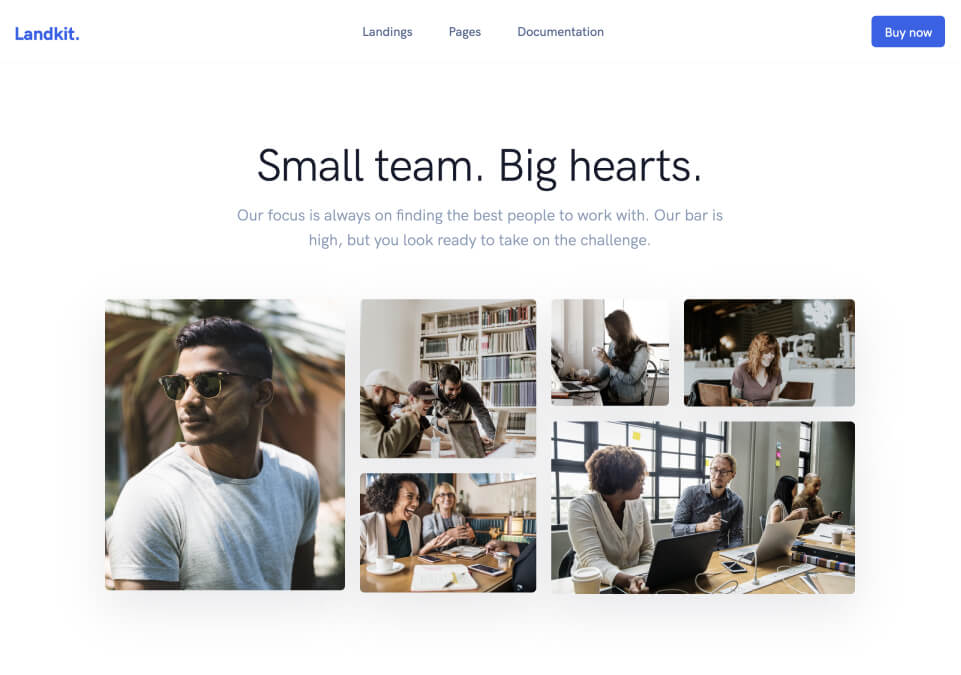 Landkit.
Landings
Pages
Documentation
Buy now
Small team. Big hearts.
Our focus is always on finding the best people to work with. Our bar is
high, but you look ready to take on the challenge.